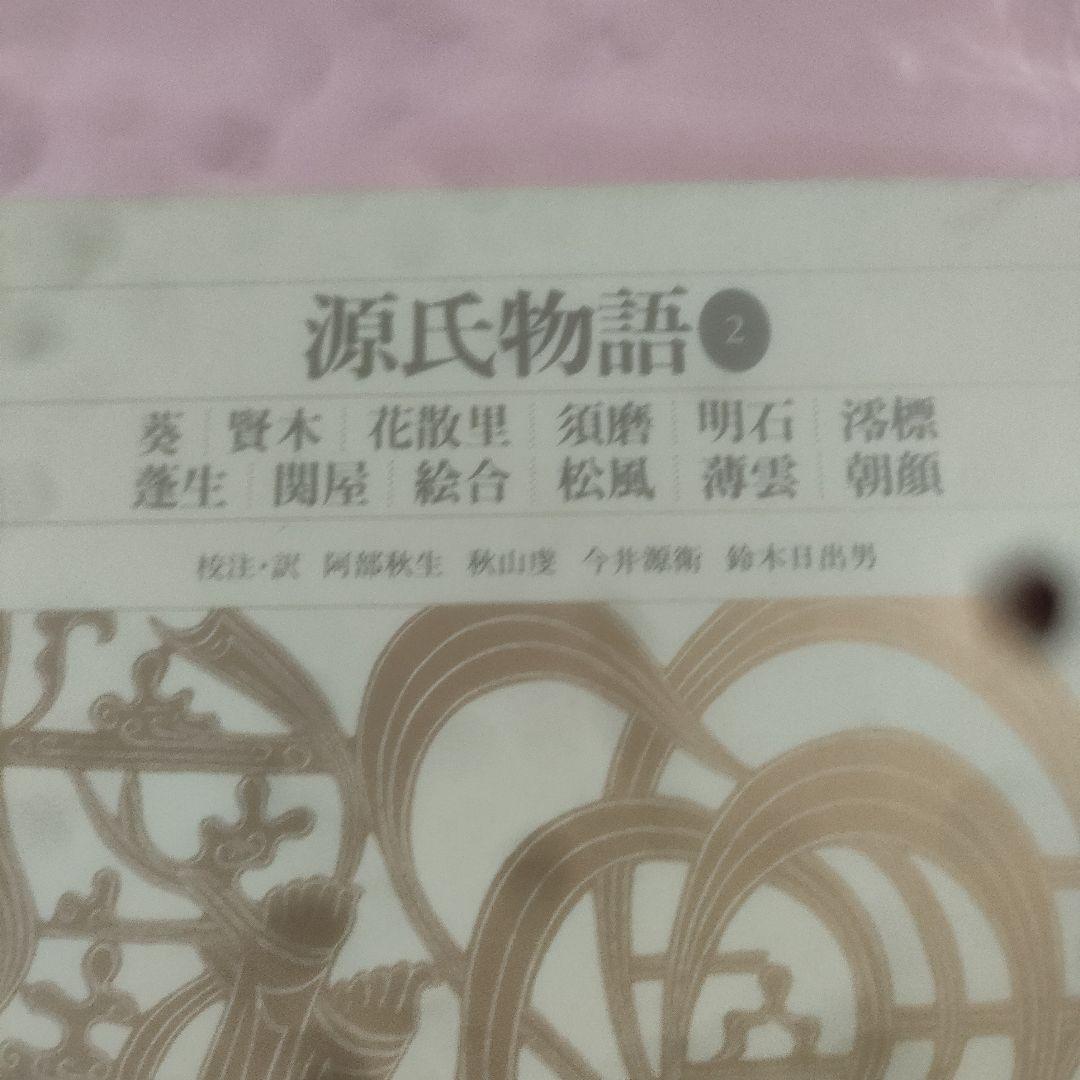 源氏物語 2
葵 賢木 花散里 須磨 明石 澪標
蓬生 関屋 絵合 松風 薄雲 朝顔
校注・訳 阿部秋生 秋山虔 今井源衛 鈴木日出男